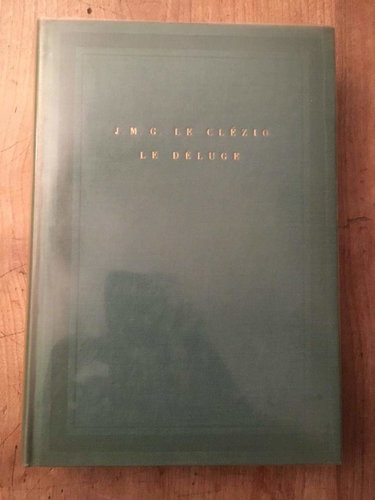 J. M. G. LE CLÉZIO
LE DÉLUGE